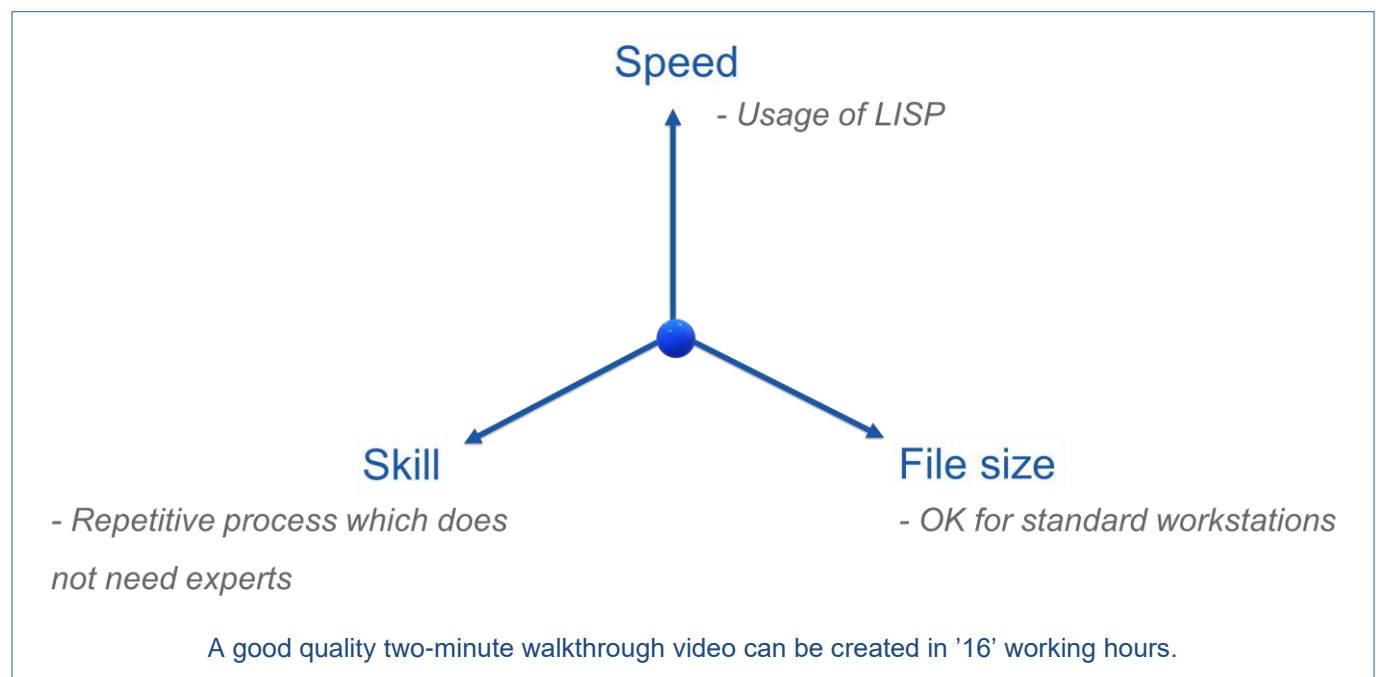 Speed
- Usage of LISP
Skill
- Repetitive process which does
not need experts
File size
- OK for standard workstations
A good quality two-minute walkthrough video can be created in ’16’ working hours.